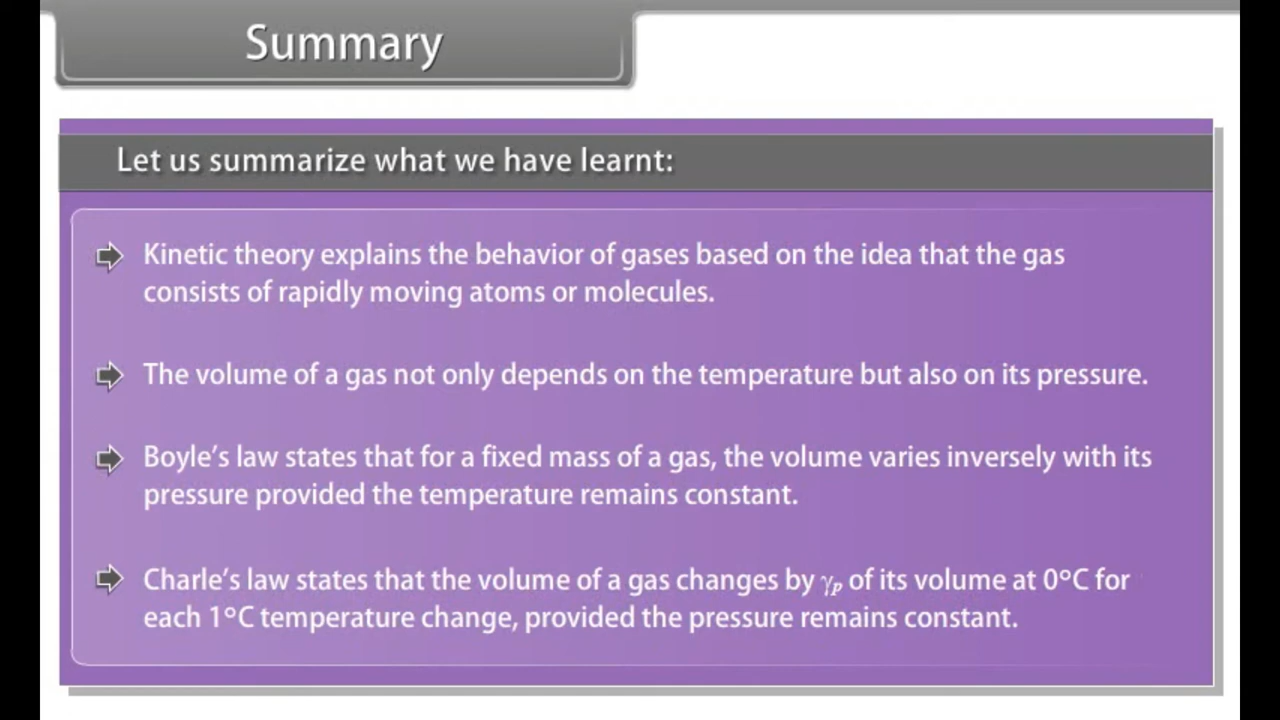 Summary
Let us summarize what we have learnt:
Kinetic theory explains the behavior of gases based on the idea that the gas
consists of rapidly moving atoms or molecules.
The volume of a gas not only depends on the temperature but also on its pressure.
Boyle's law states that for a fixed mass of a gas, the volume varies inversely with its
pressure provided the temperature remains constant.
Charle's law states that the volume of a gas changes by γₚ of its volume at 0ºC for
each 1ºC temperature change, provided the pressure remains constant.